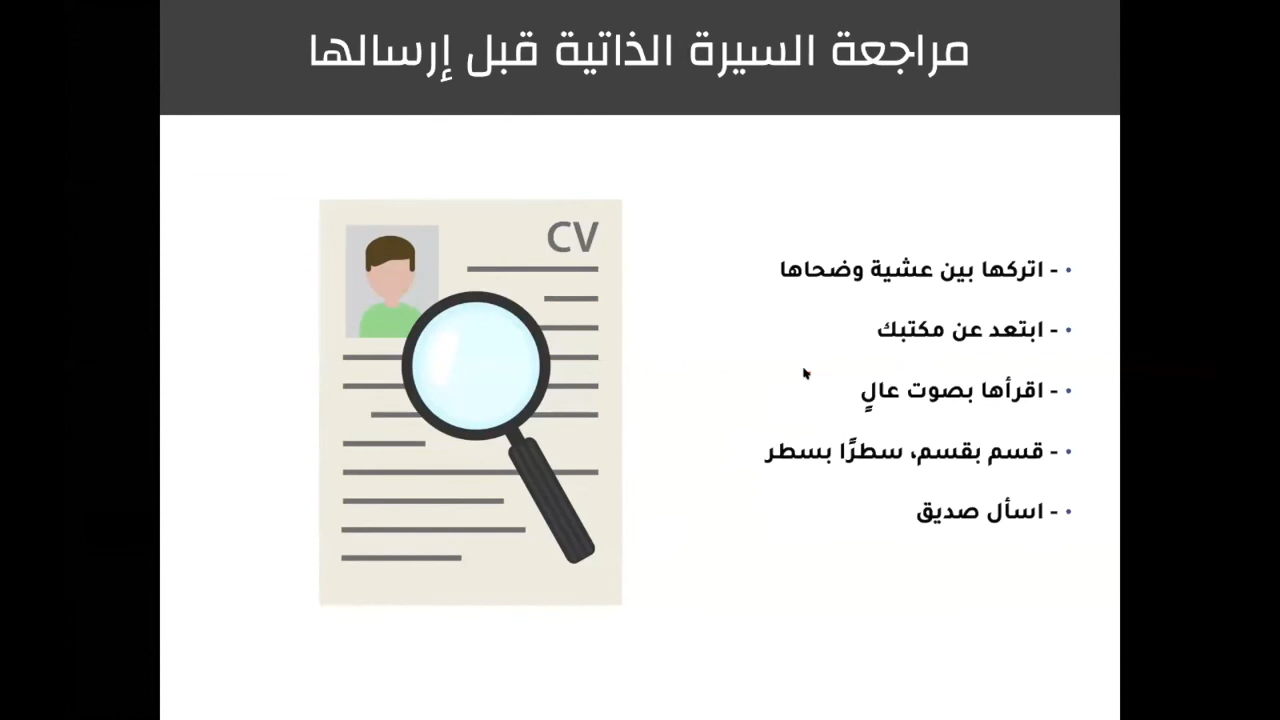 مراجعة السيرة الذاتية قبل إرسالها
CV
• - اتركها بين عشية وضحاها
• - ابتعد عن مكتبك
• - اقرأها بصوت عالٍ
• - قسم بقسم، سطرًا بسطر
• - اسأل صديق